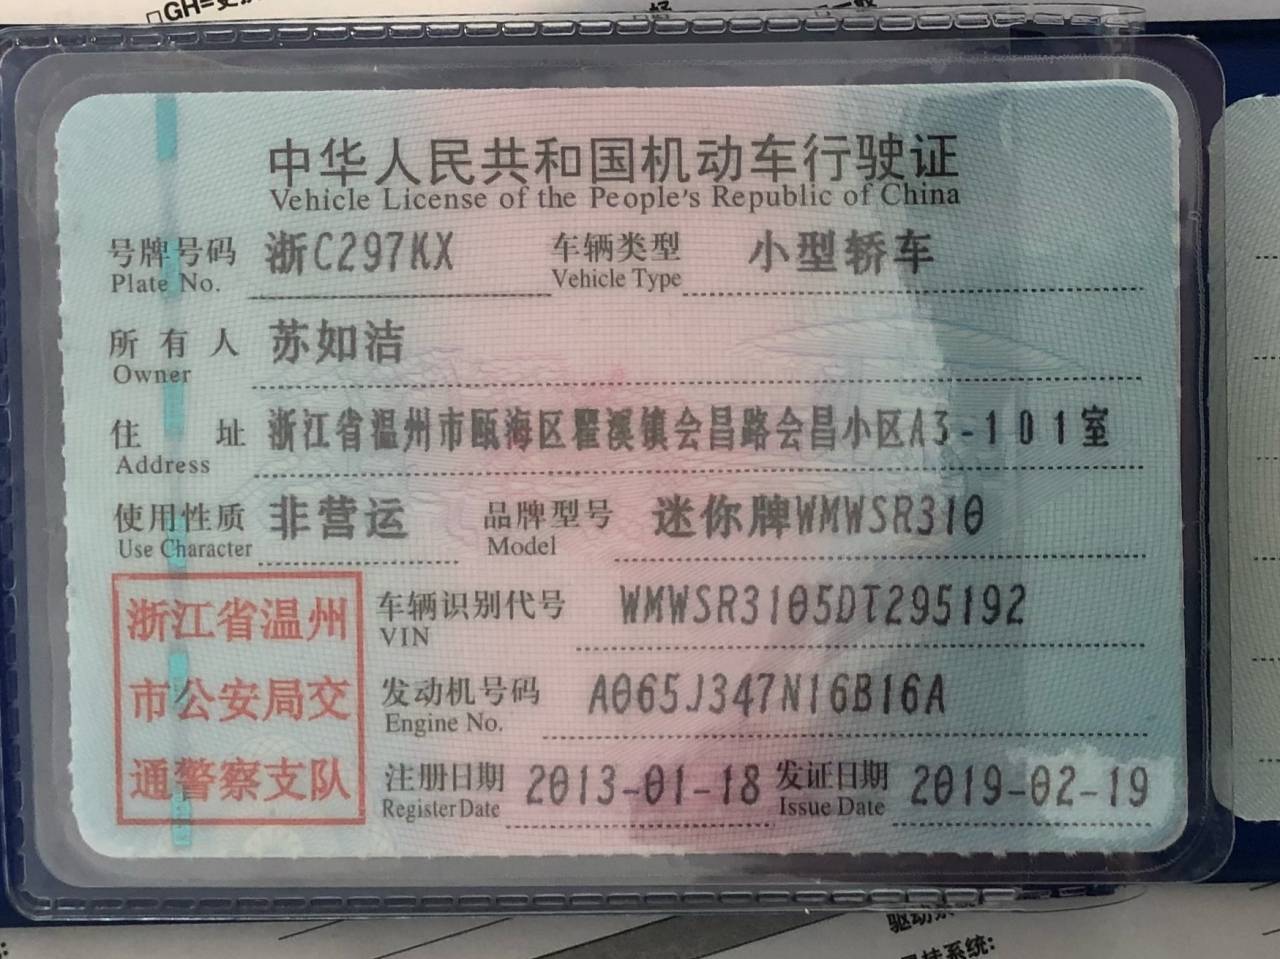 □GH=更
中华人民共和国机动车行驶证
Vehicle License of the People's Republic of China
号牌号码 浙C297KX 车辆类型 小型轿车
Plate No. Vehicle Type
所有人 苏如洁
Owner
住址 浙江省温州市瓯海区瞿溪镇会昌路会昌小区A3-101室
Address
使用性质 非营运 品牌型号 迷你牌WMWSR310
Use Character Model
浙江省温州
市公安局交
通警察支队
车辆识别代号 WMWSR3105DT295192
VIN
发动机号码 A065J347N16B16A
Engine No.
注册日期 2013-01-18 发证日期 2019-02-19
Register Date Issue Date
驱动
系统: